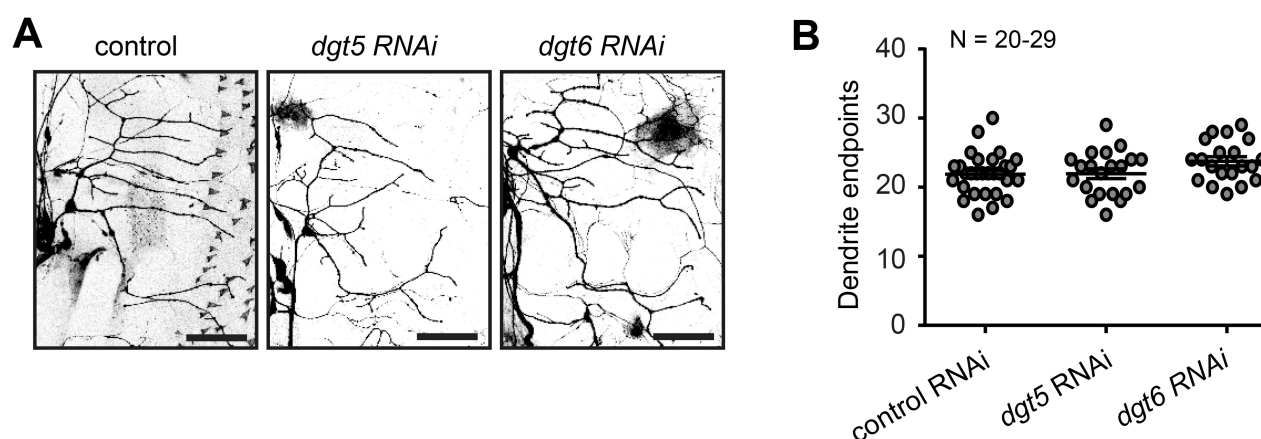 A
control
dgt5 RNAi
dgt6 RNAi
B
N = 20-29
Dendrite endpoints
40
30
20
10
0
control RNAi
dgt5 RNAi
dgt6 RNAi